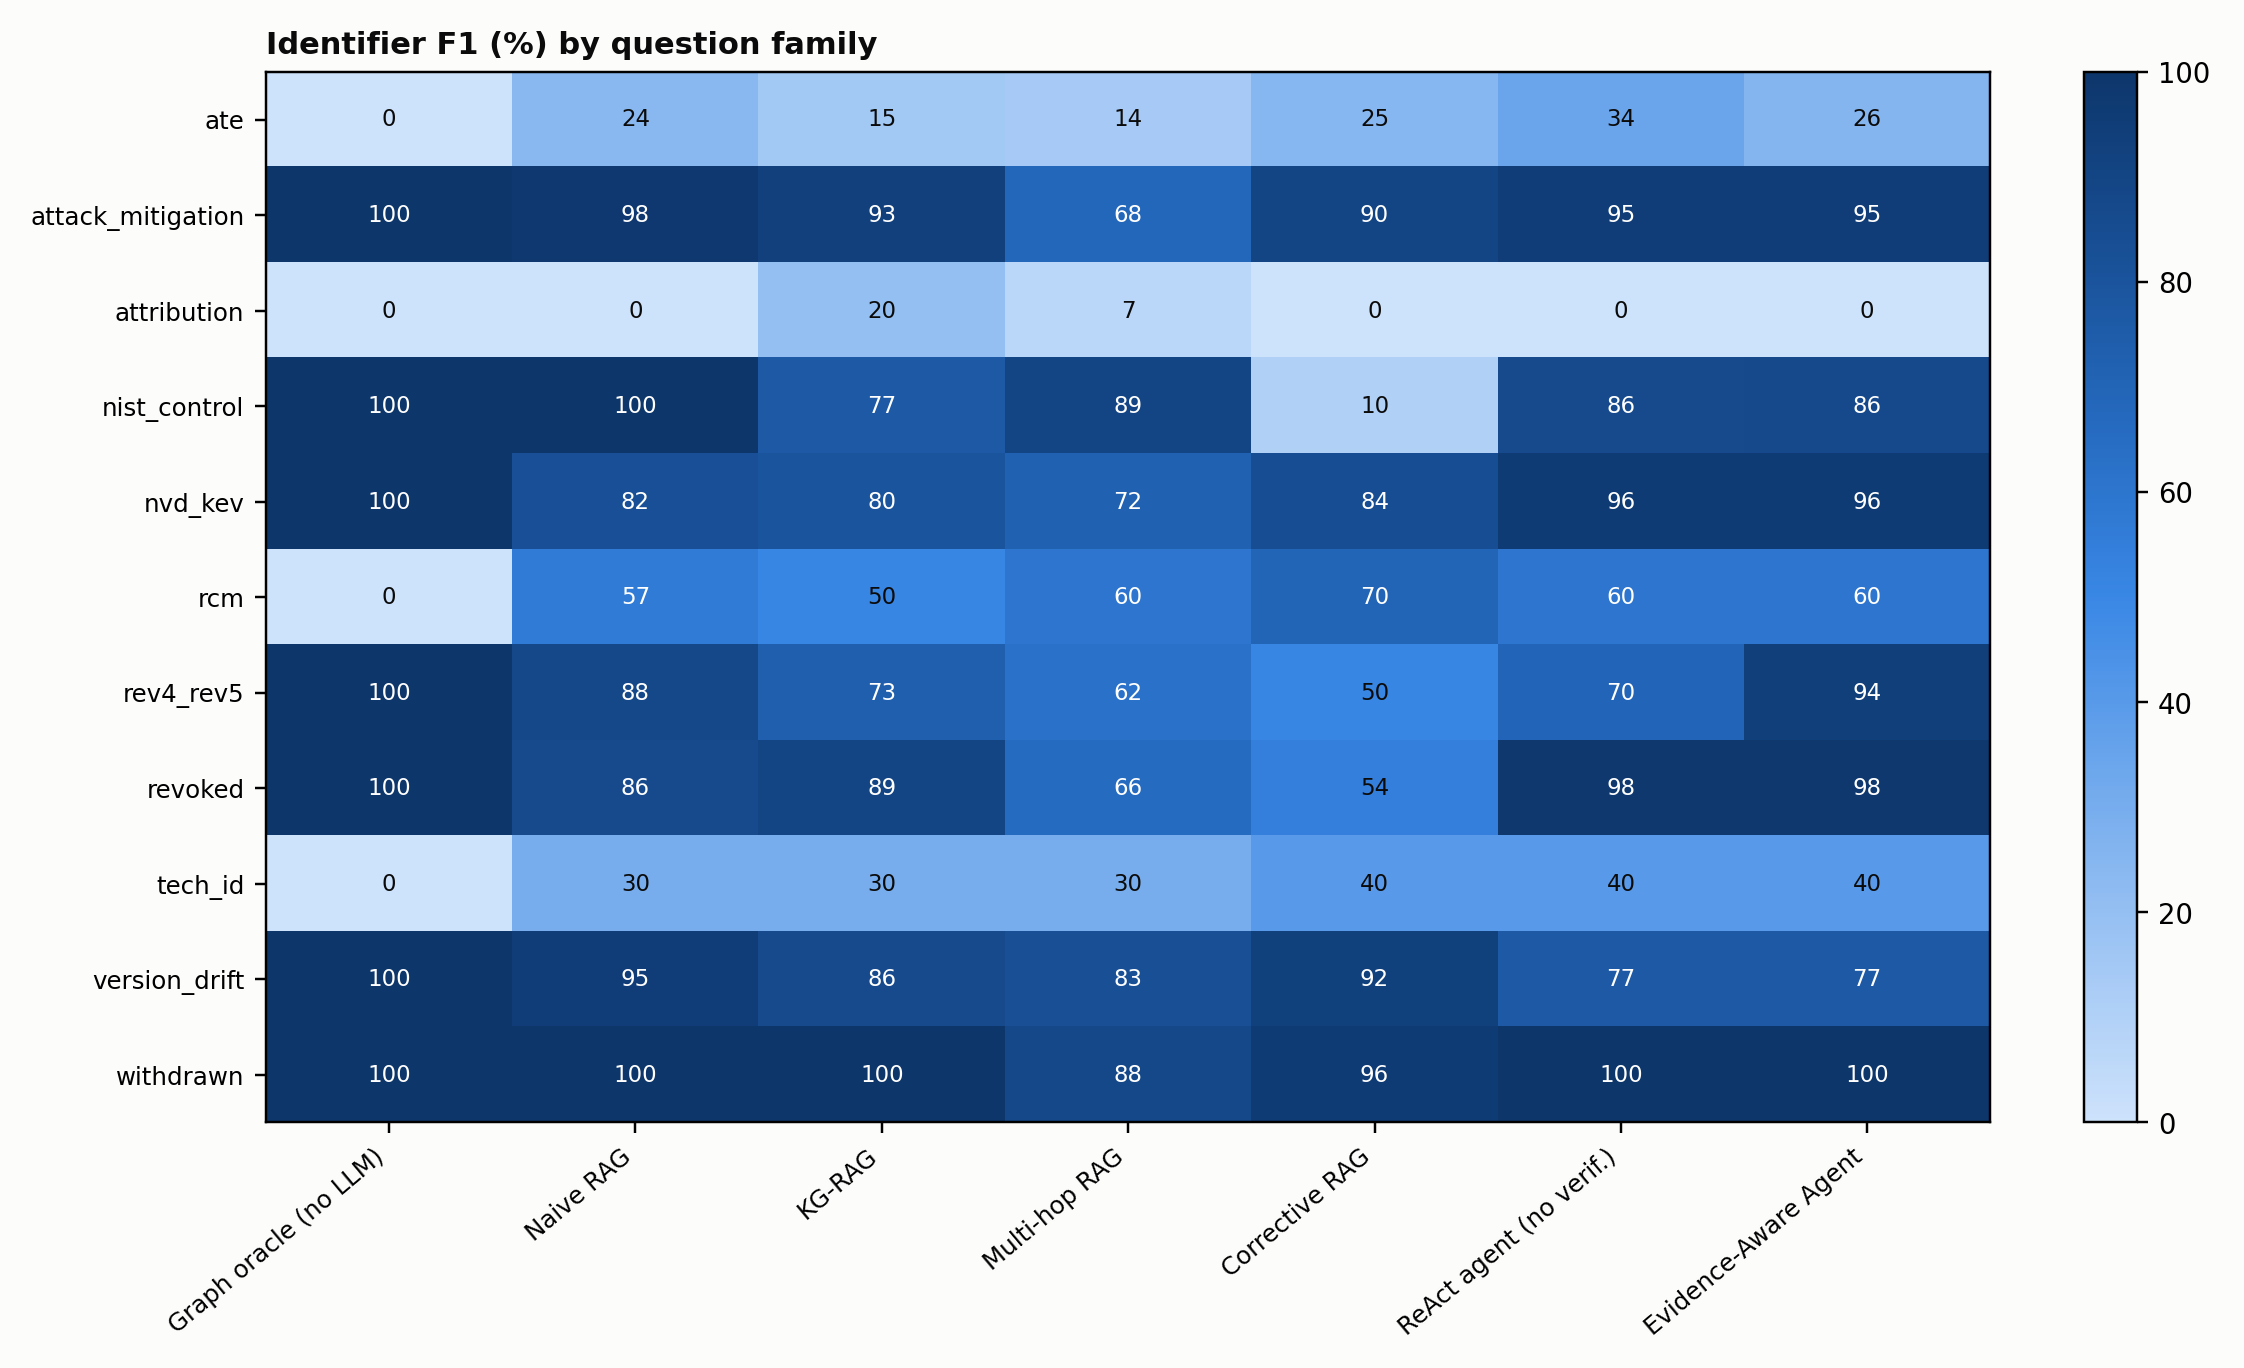 Identifier F1 (%) by question family
ate 0 24 15 14 25 34 26
attack_mitigation 100 98 93 68 90 95 95
attribution 0 0 20 7 0 0 0
nist_control 100 100 77 89 10 86 86
nvd_kev 100 82 80 72 84 96 96
rcm 0 57 50 60 70 60 60
rev4_rev5 100 88 73 62 50 70 94
revoked 100 86 89 66 54 98 98
tech_id 0 30 30 30 40 40 40
version_drift 100 95 86 83 92 77 77
withdrawn 100 100 100 88 96 100 100
Graph oracle (no LLM)
Naive RAG
KG-RAG
Multi-hop RAG
Corrective RAG
ReAct agent (no verif.)
Evidence-Aware Agent
100
80
60
40
20
0